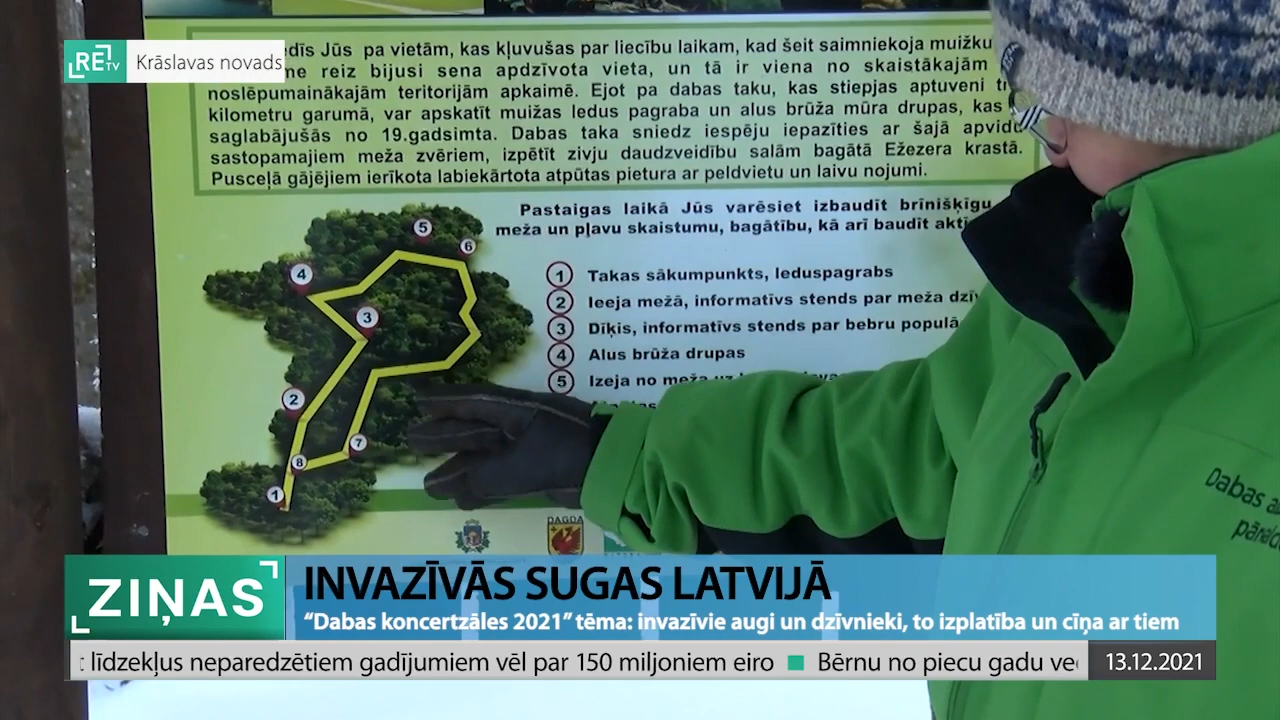 RE TV
Krāslavas novads
Jūs pa vietām, kas kļuvušas par liecību laikam, kad šeit saimniekoja muižku
reiz bijusi sena apdzīvota vieta, un tā ir viena no skaistākajām
noslēpumainākajām teritorijām apkaimē. Ejot pa dabas taku, kas stiepjas aptuveni
kilometru garumā, var apskatīt muižas ledus pagraba un alus brūža mūra drupas, kas
saglabājušās no 19.gadsimta. Dabas taka sniedz iespēju iepazīties ar šajā apvidū
sastopamajiem meža zvēriem, izpētīt zivju daudzveidību salām bagātā Ežezera krastā.
Pusceļā gājējiem ierīkota labiekārtota atpūtas pietura ar peldvietu un laivu nojumi.
Pastaigas laikā Jūs varēsiet izbaudīt brīnišķīgu
meža un pļavu skaistumu, bagātību, kā arī baudīt
1 Takas sākumpunkts, leduspagrabs
2 Ieeja mežā, informatīvs stends par meža
3 Dīķis, informatīvs stends par bebru
4 Alus brūža drupas
5 Izeja no meža uz
5
6
4
3
2
7
8
1
DAGDA
Dabas
ZIŅAS
INVAZĪVĀS SUGAS LATVIJĀ
“Dabas koncertzāles 2021” tēma: invazīvie augi un dzīvnieki, to izplatība un cīņa ar tiem
līdzekļus neparedzētiem gadījumiem vēl par 150 miljoniem eiro ■ Bērnu no piecu gadu
13.12.2021